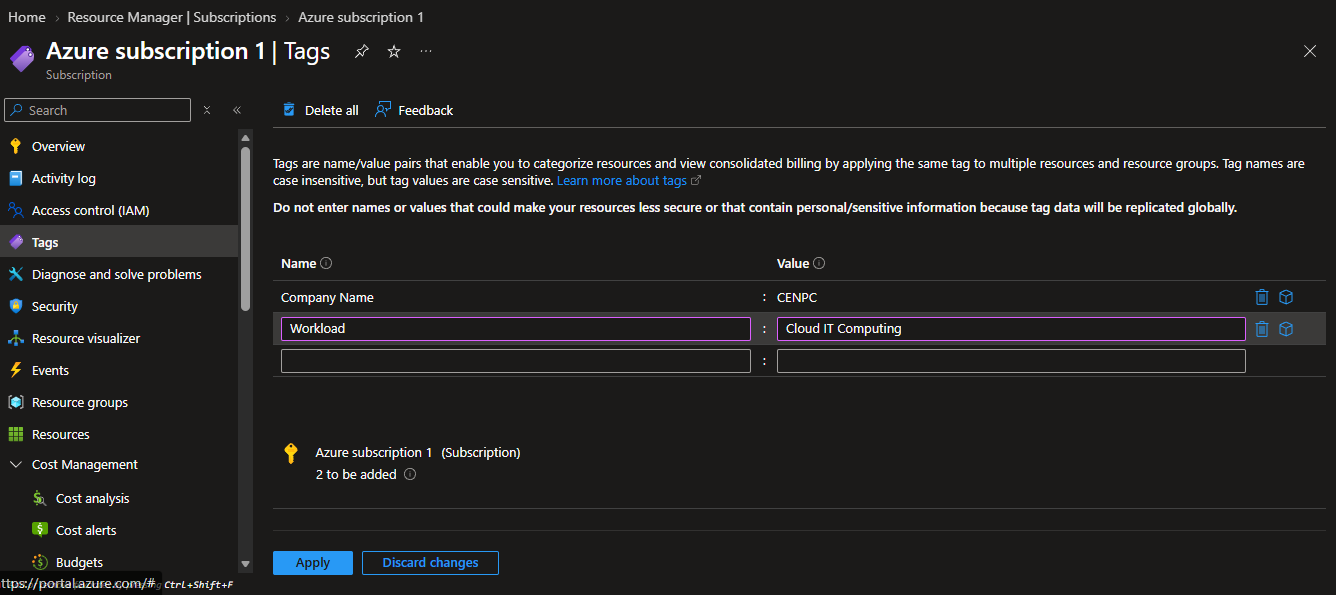 Home > Resource Manager | Subscriptions > Azure subscription 1
Azure subscription 1 | Tags ...
Subscription
Search
Delete all Feedback
Overview
Activity log
Access control (IAM)
Tags
Diagnose and solve problems
Security
Resource visualizer
Events
Resource groups
Resources
Cost Management
Cost analysis
Cost alerts
Budgets
Tags are name/value pairs that enable you to categorize resources and view consolidated billing by applying the same tag to multiple resources and resource groups. Tag names are
case insensitive, but tag values are case sensitive. Learn more about tags
Do not enter names or values that could make your resources less secure or that contain personal/sensitive information because tag data will be replicated globally.
Name Value
Company Name : CENPC
Workload : Cloud IT Computing
:
Azure subscription 1 (Subscription)
2 to be added
Apply Discard changes
ttps://portal.azure.com/# Ctrl+Shift+F